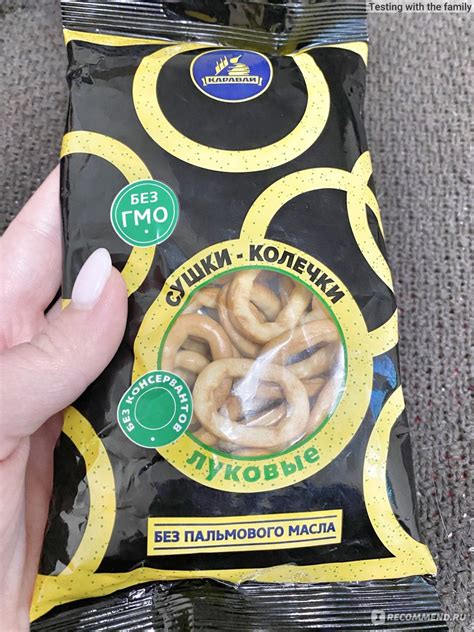 Testing with the family
КАРАВАЙ
БЕЗ
ГМО
СУШКИ - КОЛЕЧКИ
БЕЗ КОНСЕРВАНТОВ
луковые
БЕЗ ПАЛЬМОВОГО МАСЛА
RECOMMEND.RU